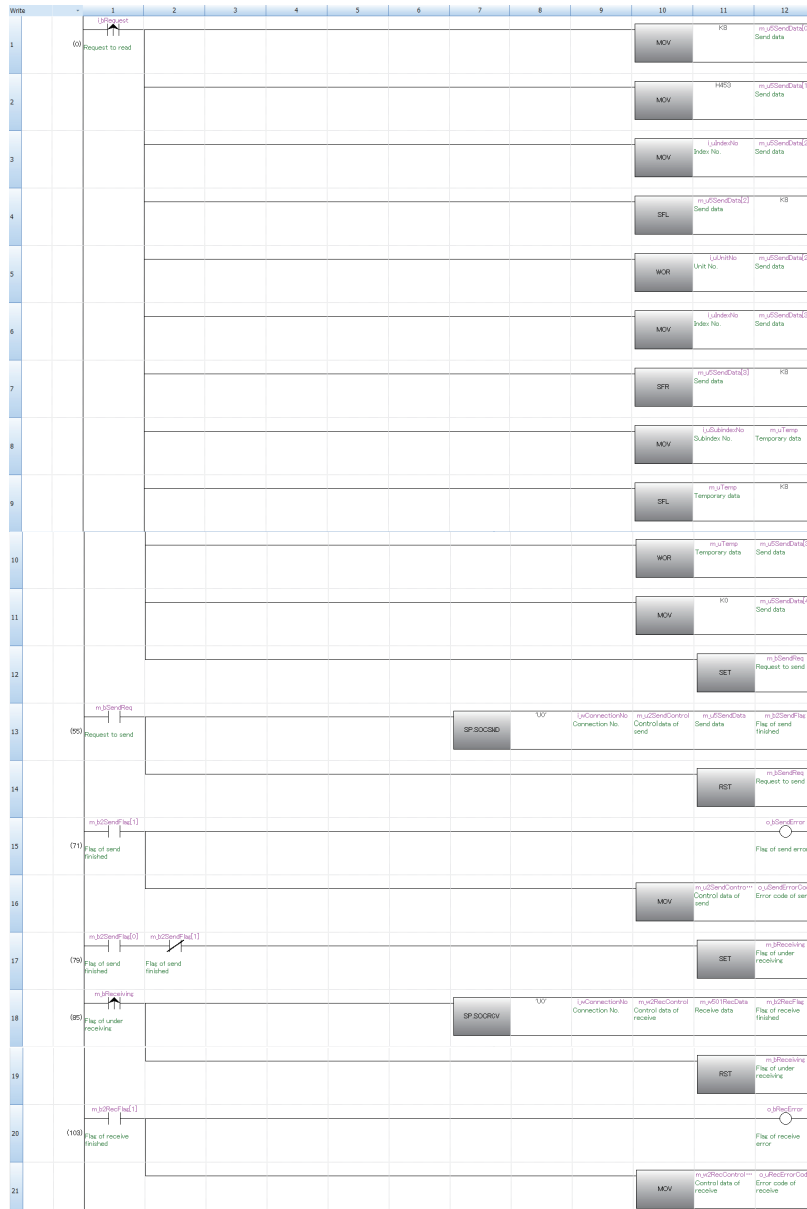 Write 1 2 3 4 5 6 7 8 9 10 11 12
1 (0) i_bRequest
Request to read
MOV K8 m_u5SendData[
Send data
2 MOV H453 m_u5SendData[1
Send data
3 MOV i_uIndexNo m_u5SendData[2
Index No. Send data
4 SFL m_u5SendData[2] K8
Send data
5 WOR i_uUnitNo m_u5SendData[2
Unit No. Send data
6 MOV i_uIndexNo m_u5SendData[3
Index No. Send data
7 SFR m_u5SendData[3] K8
Send data
8 MOV i_uSubindexNo m_uTemp
Subindex No. Temporary data
9 SFL m_uTemp K8
Temporary data
10 WOR m_uTemp m_u5SendData[3
Temporary data Send data
11 MOV K0 m_u5SendData[4
Send data
12 SET m_bSendReq
Request to send
13 (55) m_bSendReq
Request to send
SP.SOCSND 'U0' i_wConnectionNo m_u2SendControl m_u5SendData m_b2SendFlag
Connection No. Control data of send Send data Flag of send finished
14 RST m_bSendReq
Request to send
15 (71) m_b2SendFlag[1] o_bSendError
Flag of send finished Flag of send error
16 MOV m_u2SendContro... o_uSendErrorCo
Control data of send Error code of sen
17 (79) m_b2SendFlag[0] m_b2SendFlag[1]
Flag of send finished Flag of send finished
SET m_bReceiving
Flag of under receiving
18 (85) m_bReceiving
Flag of under receiving
SP.SOCRCV 'U0' i_wConnectionNo m_w2RecControl m_w501RecData m_b2RecFlag
Connection No. Control data of receive Receive data Flag of receive finished
19 RST m_bReceiving
Flag of under receiving
20 (103) m_b2RecFlag[1] o_bRecError
Flag of receive finished Flag of receive error
21 MOV m_w2RecControl... o_uRecErrorCod
Control data of receive Error code of receive